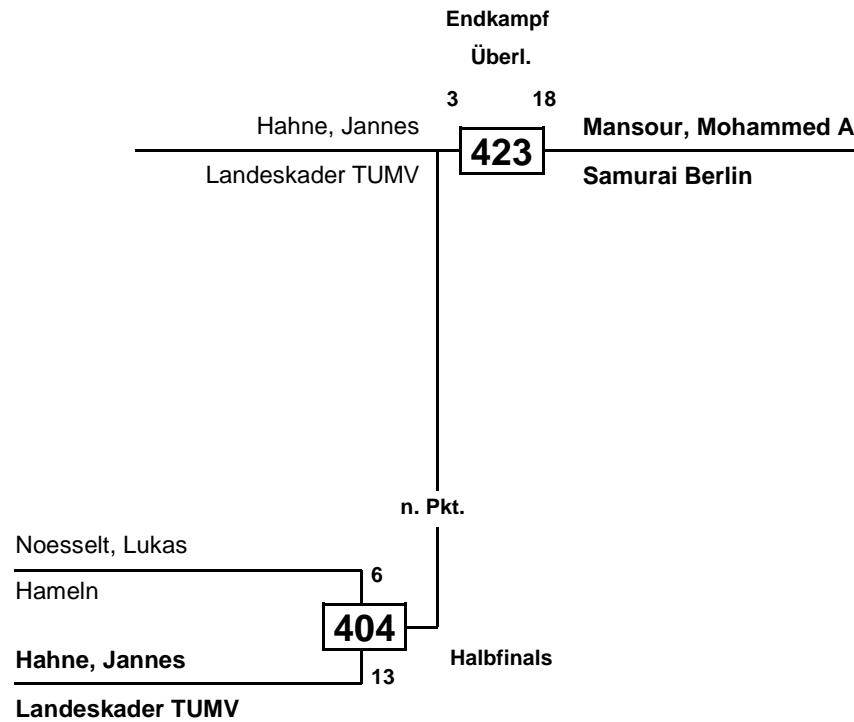 Endkampf
Überl.
3 18
Hahne, Jannes 423 Mansour, Mohammed A
Landeskader TUMV Samurai Berlin
n. Pkt.
Noesselt, Lukas
6
Hameln
404
Hahne, Jannes Halbfinals
13
Landeskader TUMV